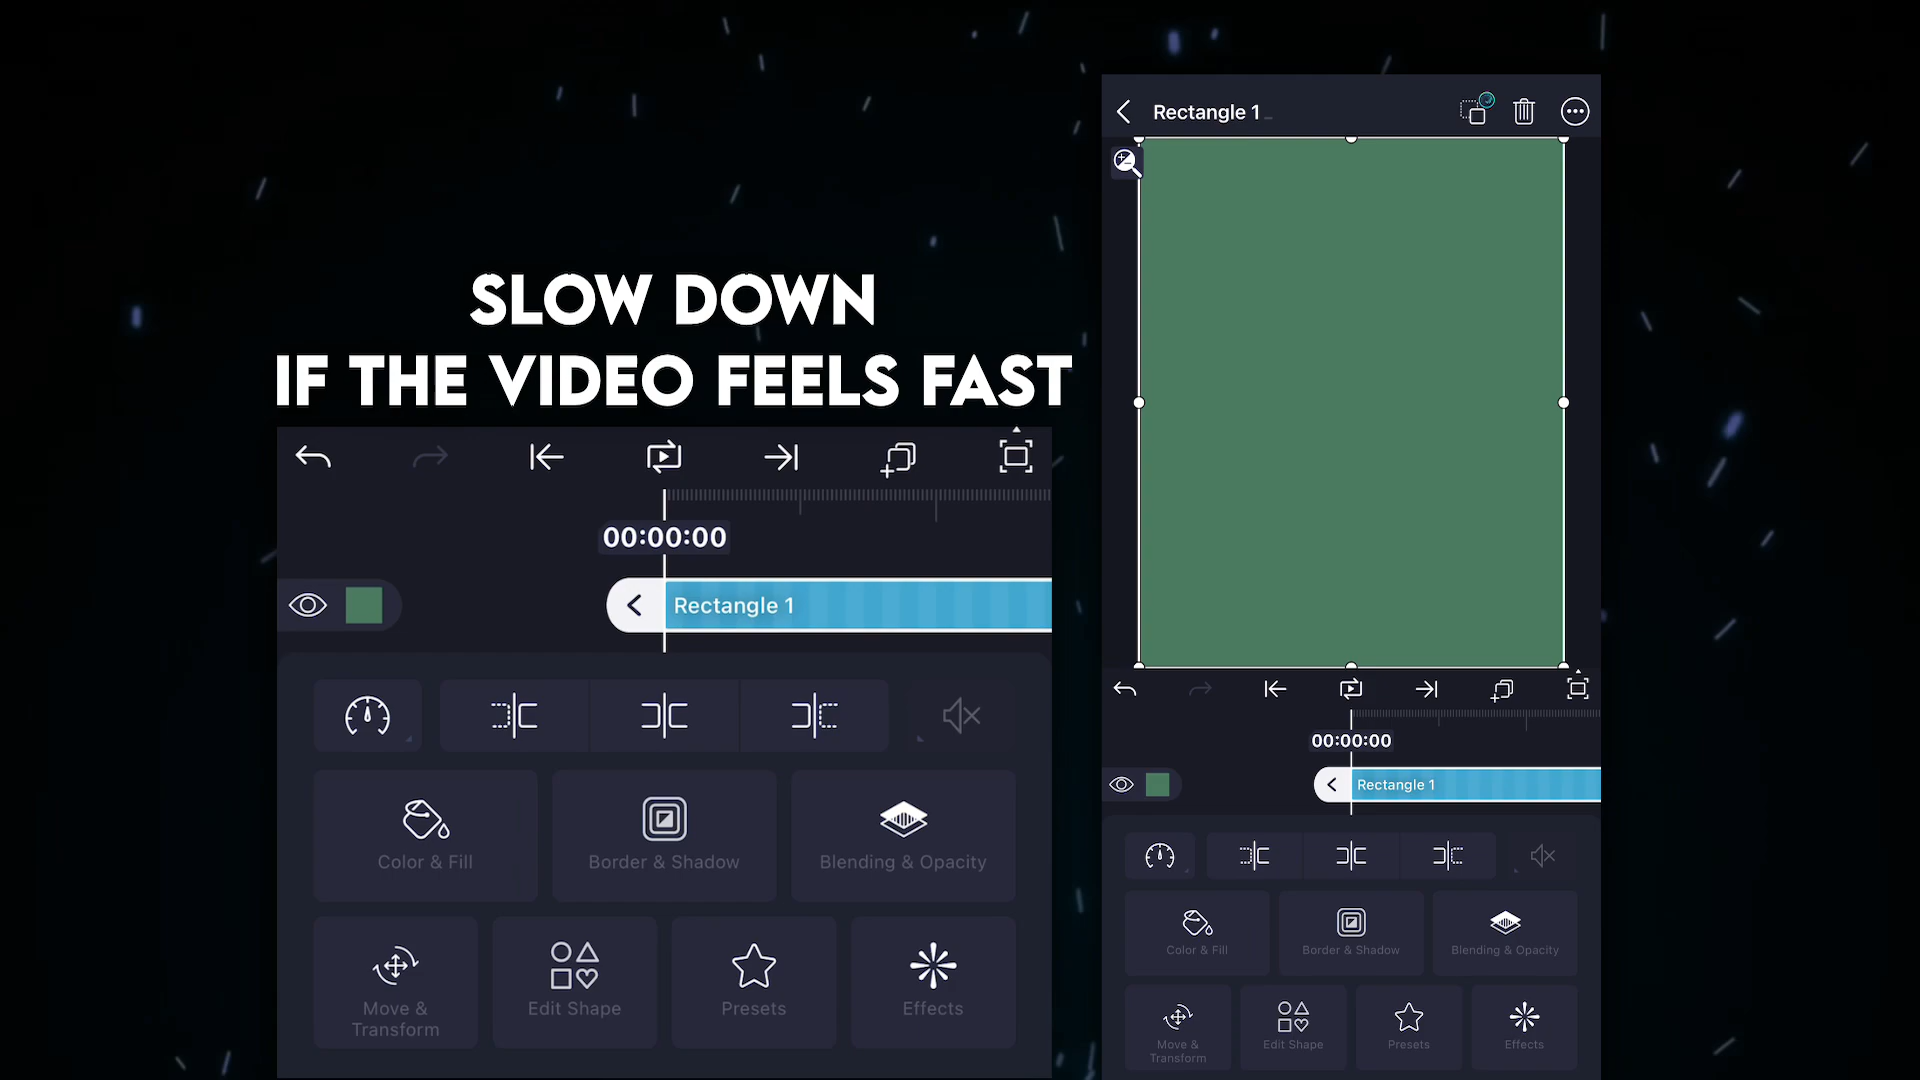 SLOW DOWN
IF THE VIDEO FEELS FAST
00:00:00
Rectangle 1
Color & Fill
Border & Shadow
Blending & Opacity
Move &
Transform
Edit Shape
Presets
Effects
Rectangle 1
00:00:00
Rectangle 1
Color & Fill
Border & Shadow
Blending & Opacity
Move &
Transform
Edit Shape
Presets
Effects